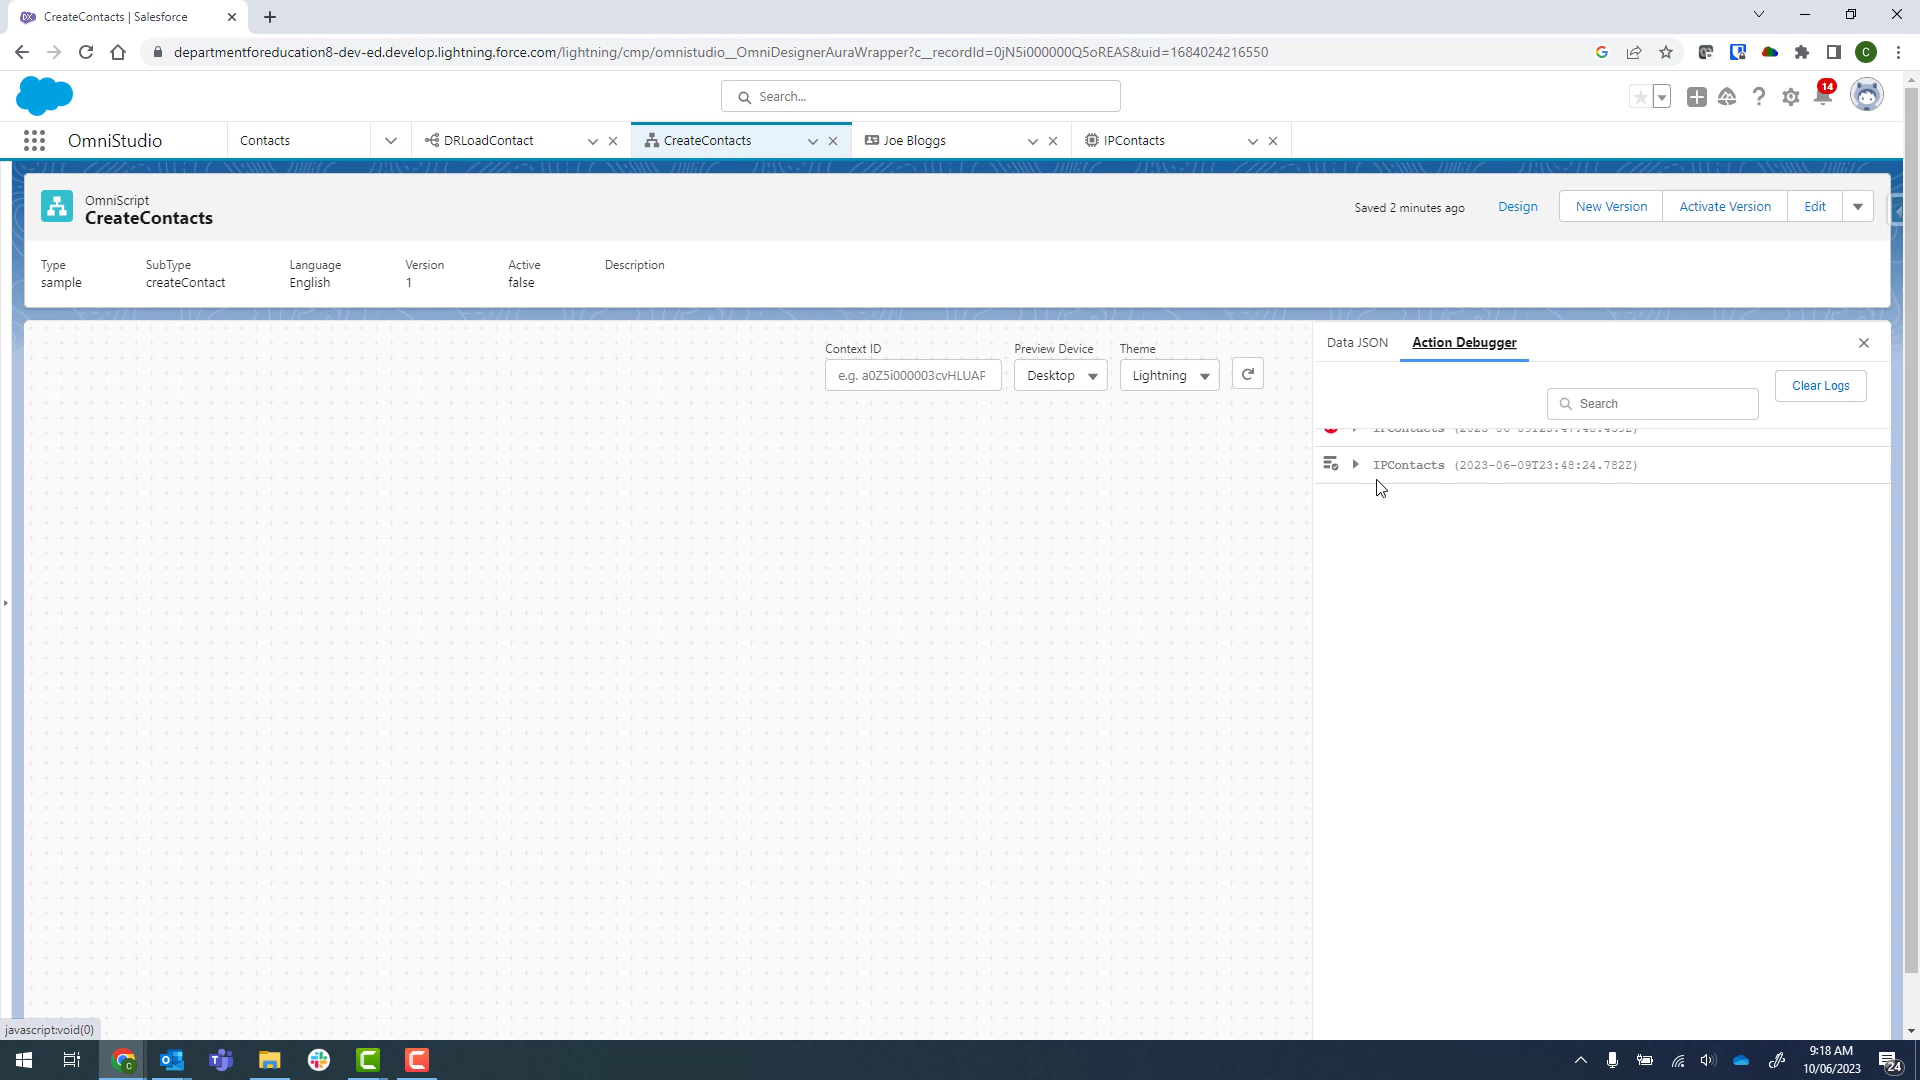 CreateContacts | Salesforce
departmentforeducation8-dev-ed.develop.lightning.force.com/lightning/cmp/omnistudio__OmniDesignerAuraWrapper?c__recordId=0jN5i000000Q5oREAS&uid=1684024216550
C
Search...
14
OmniStudio
Contacts
DRLoadContact
CreateContacts
Joe Bloggs
IPContacts
OmniScript
CreateContacts
Saved 2 minutes ago
Design
New Version
Activate Version
Edit
Type
SubType
Language
Version
Active
Description
sample
createContact
English
1
false
Context ID
Preview Device
Theme
e.g. a0Z5i000003cvHLUAF
Desktop
Lightning
Data JSON
Action Debugger
Clear Logs
Search
IPContacts
IPContacts (2023-06-09T23:48:24.782Z)
javascript:void(0)
9:18 AM
10/06/2023
24